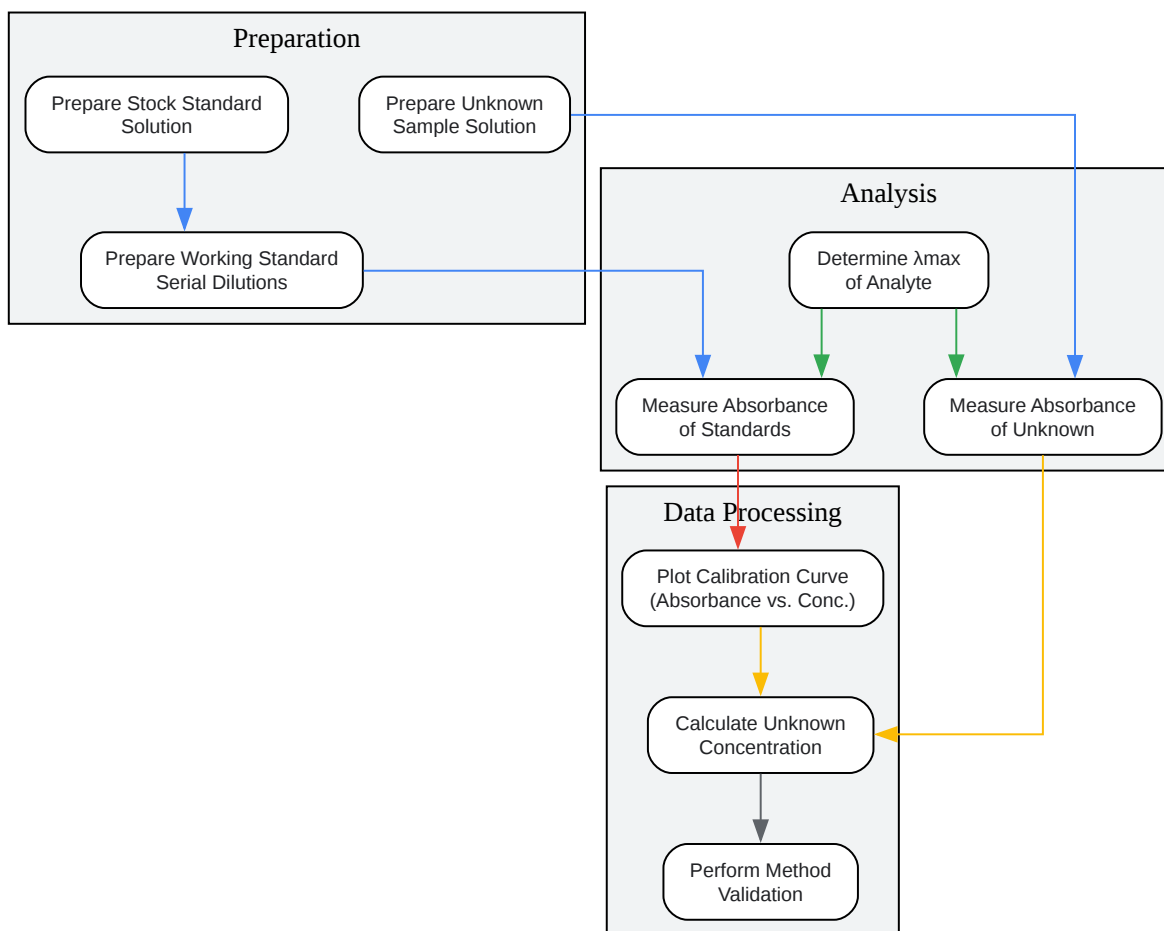 Preparation
Prepare Stock Standard
Solution
Prepare Unknown
Sample Solution
Prepare Working Standard
Serial Dilutions
Analysis
Determine λmax
of Analyte
Measure Absorbance
of Standards
Measure Absorbance
of Unknown
Data Processing
Plot Calibration Curve
(Absorbance vs. Conc.)
Calculate Unknown
Concentration
Perform Method
Validation